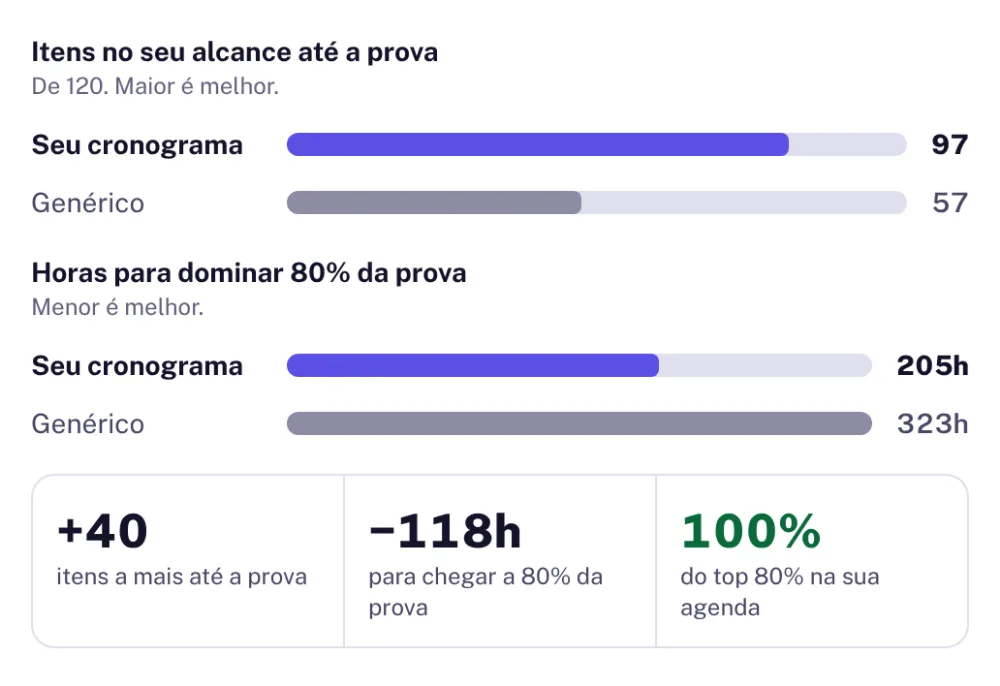 Itens no seu alcance até a prova
De 120. Maior é melhor.
Seu cronograma 97
Genérico 57
Horas para dominar 80% da prova
Menor é melhor.
Seu cronograma 205h
Genérico 323h
+40
itens a mais até a prova
−118h
para chegar a 80% da
prova
100%
do top 80% na sua
agenda